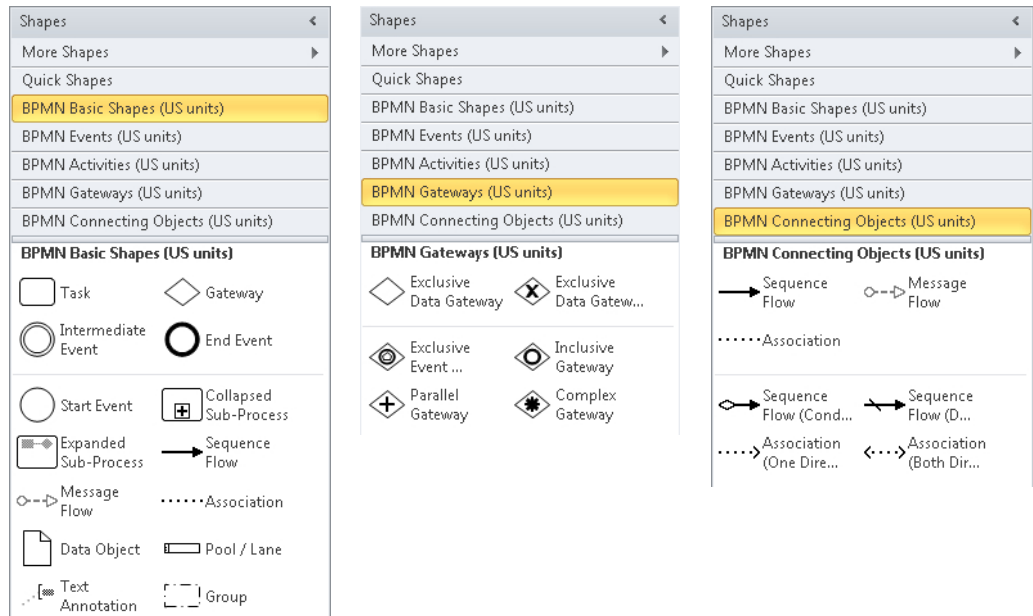 Shapes
More Shapes
Quick Shapes
BPMN Basic Shapes (US units)
BPMN Events (US units)
BPMN Activities (US units)
BPMN Gateways (US units)
BPMN Connecting Objects (US units)
BPMN Basic Shapes (US units)
Task
Gateway
Intermediate
Event
End Event
Start Event
Collapsed
Sub-Process
Expanded
Sub-Process
Sequence
Flow
Message
Flow
Association
Data Object
Pool / Lane
Text
Annotation
Group
Shapes
More Shapes
Quick Shapes
BPMN Basic Shapes (US units)
BPMN Events (US units)
BPMN Activities (US units)
BPMN Gateways (US units)
BPMN Connecting Objects (US units)
BPMN Gateways (US units)
Exclusive
Data Gateway
Exclusive
Data Gatew...
Exclusive
Event ...
Inclusive
Gateway
Parallel
Gateway
Complex
Gateway
Shapes
More Shapes
Quick Shapes
BPMN Basic Shapes (US units)
BPMN Events (US units)
BPMN Activities (US units)
BPMN Gateways (US units)
BPMN Connecting Objects (US units)
BPMN Connecting Objects (US units)
Sequence
Flow
Message
Flow
Association
Sequence
Flow (Cond...
Sequence
Flow (D...
Association
(One Dire...
Association
(Both Dir...